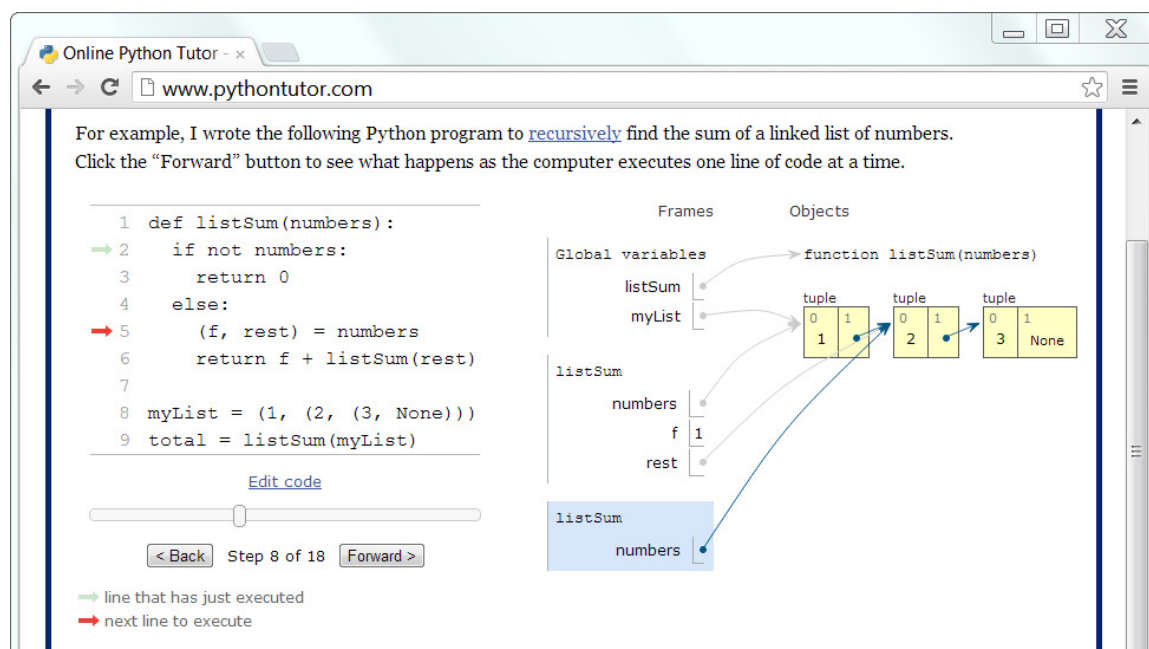 Online Python Tutor - ×
www.pythontutor.com
For example, I wrote the following Python program to recursively find the sum of a linked list of numbers.
Click the “Forward” button to see what happens as the computer executes one line of code at a time.
1 def listSum(numbers):
2   if not numbers:
3     return 0
4   else:
5     (f, rest) = numbers
6     return f + listSum(rest)
7
8 myList = (1, (2, (3, None)))
9 total = listSum(myList)
Edit code
< Back Step 8 of 18 Forward >
line that has just executed
next line to execute
Frames Objects
Global variables function listSum(numbers)
listSum
myList
tuple tuple tuple
0 1 0 1 0 1
1 2 3 None
listSum
numbers
f 1
rest
listSum
numbers